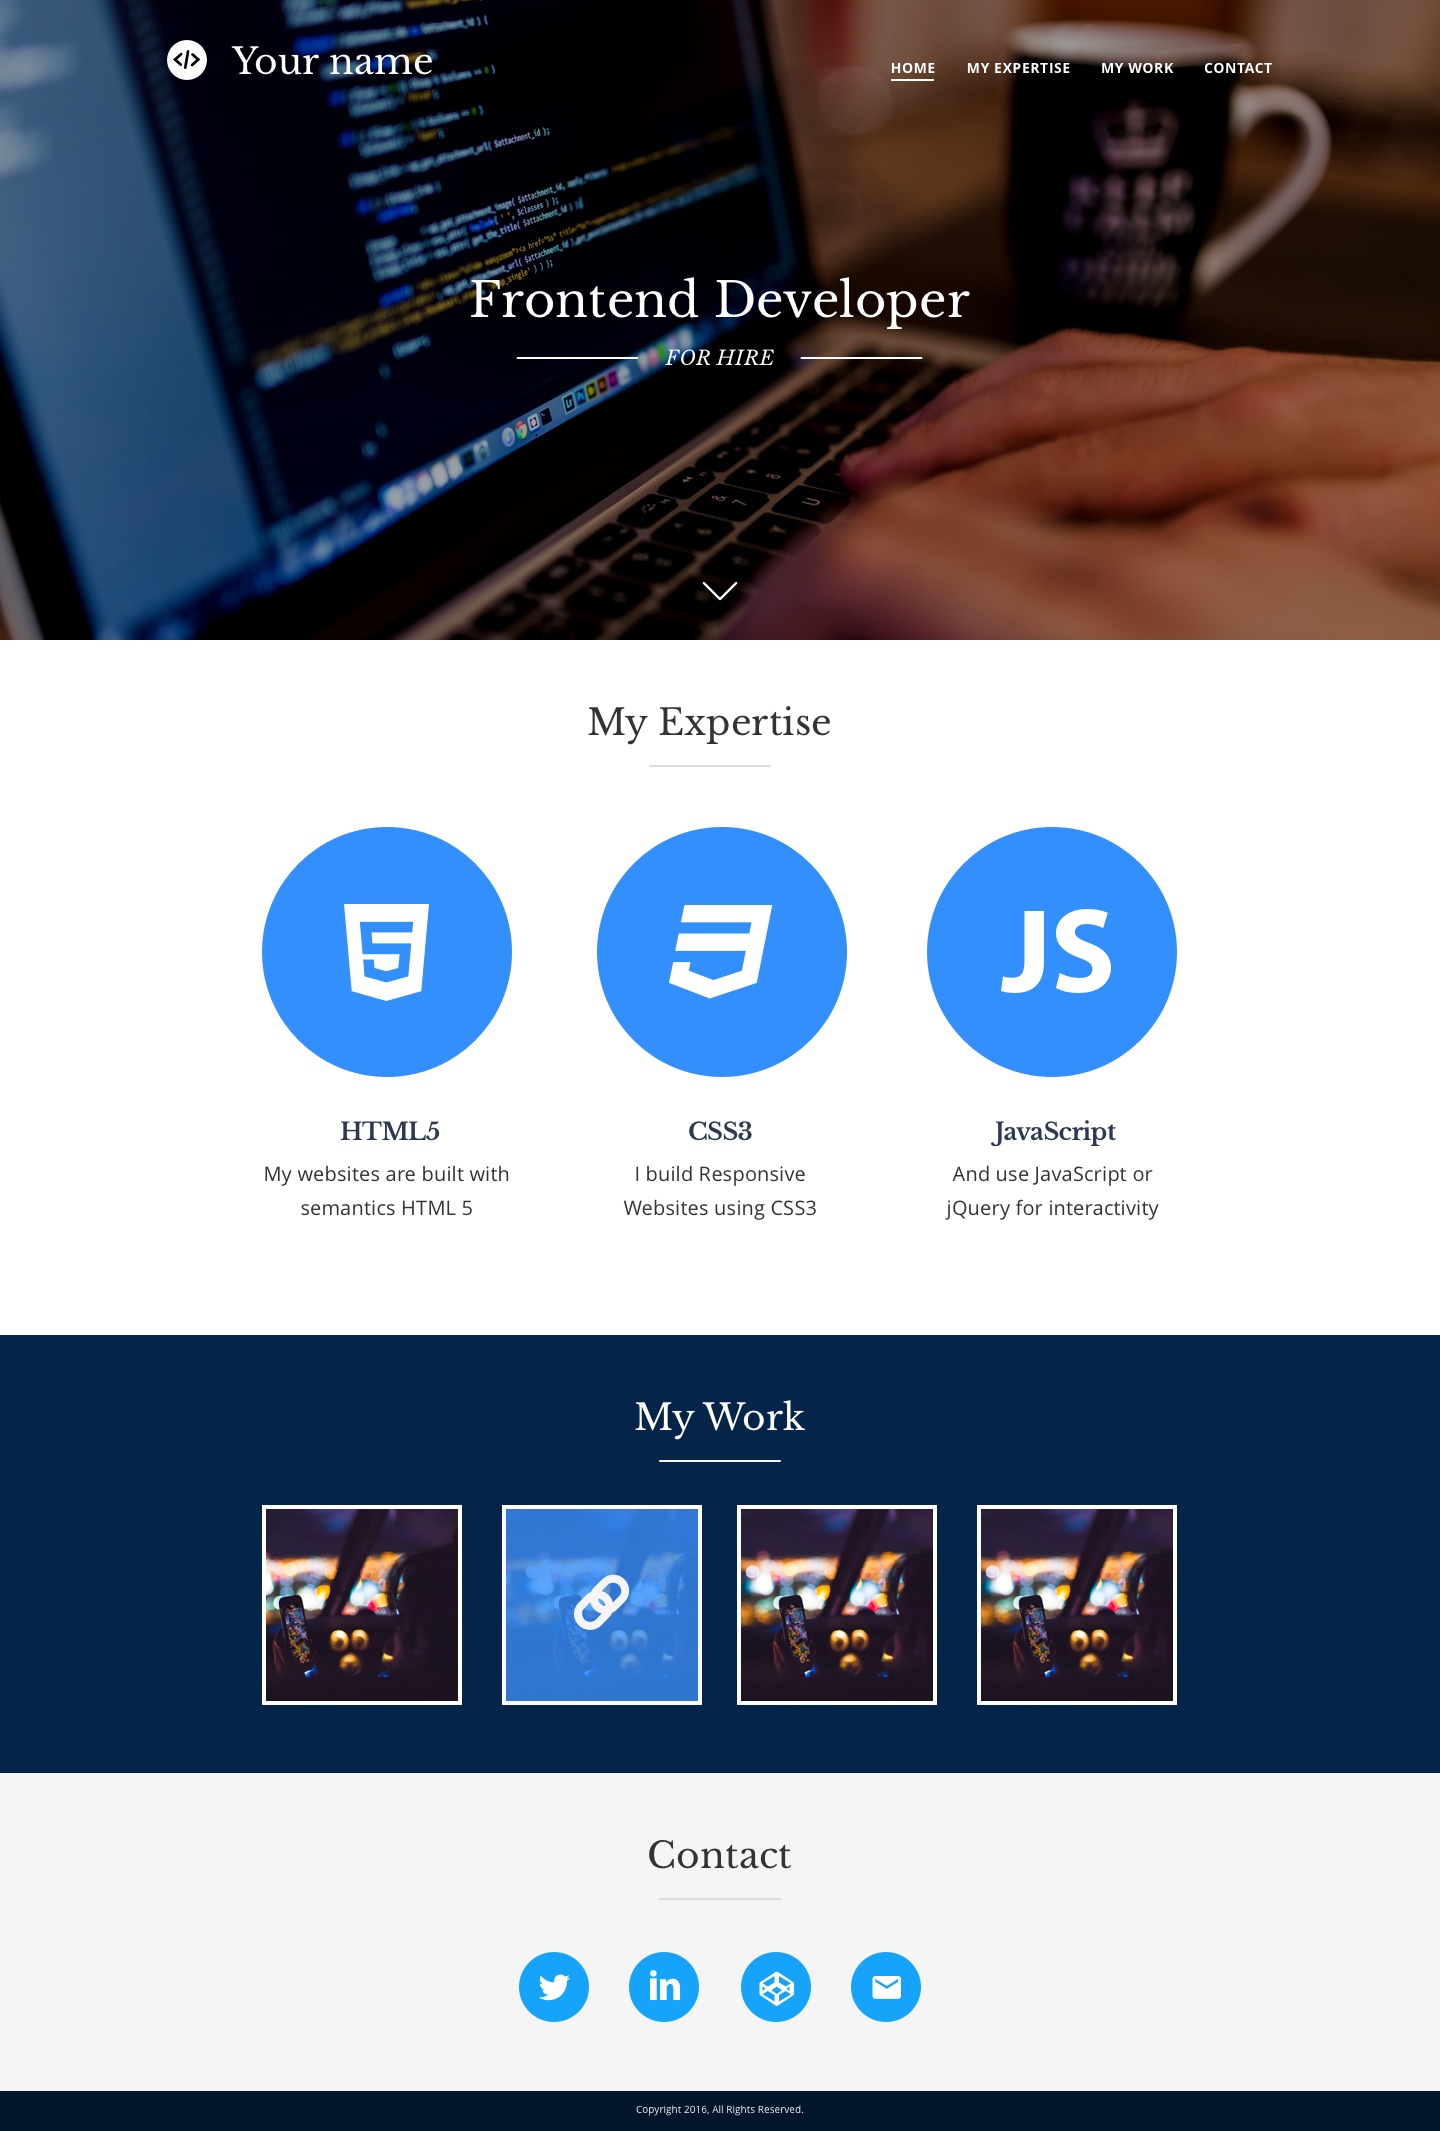 Your name
HOME MY EXPERTISE MY WORK CONTACT
$attachment_id );
Frontend Developer
FOR HIRE
My Expertise
JS
HTML5 CSS3 JavaScript
My websites are built with I build Responsive And use JavaScript or
semantics HTML 5 Websites using CSS3 jQuery for interactivity
My Work
Contact
in
Copyright 2016, All Rights Reserved.